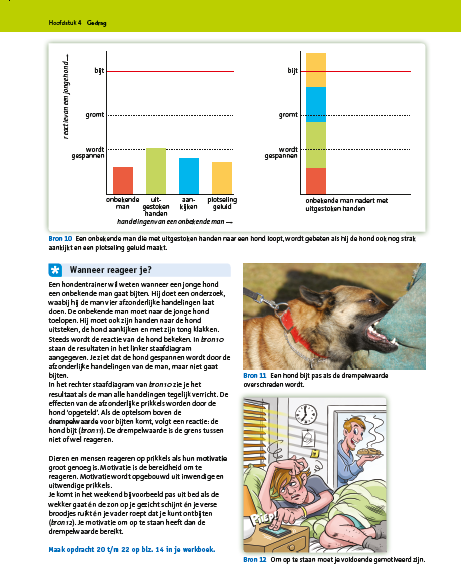 Hoofdstuk 4 Gedrag
reactie van een jonge hond
bijt
gromt
wordt
gespannen
onbekende
man
uit-
gestoken
handen
aan-
kijken
plotseling
geluid
handelingen van een onbekende man
bijt
gromt
wordt
gespannen
onbekende man nadert met
uitgestoken handen
Bron 10 Een onbekende man die met uitgestoken handen naar een hond loopt, wordt gebeten als hij de hond ook nog strak
aankijkt en een plotseling geluid maakt.
* Wanneer reageer je?
Een hondentrainer wil weten wanneer een jonge hond
een onbekende man gaat bijten. Hij doet een onderzoek,
waarbij hij de man vier afzonderlijke handelingen laat
doen. De onbekende man moet naar de jonge hond
toelopen. Hij moet ook zijn handen naar de hond
uitsteken, de hond aankijken en met zijn tong klakken.
Steeds wordt de reactie van de hond bekeken. In bron 10
staan de resultaten in het linker staafdiagram
aangegeven. Je ziet dat de hond gespannen wordt door de
afzonderlijke handelingen van de man, maar niet gaat
bijten.
In het rechter staafdiagram van bron 10 zie je het
resultaat als de man alle handelingen tegelijk verricht. De
effecten van de afzonderlijke prikkels worden door de
hond 'opgeteld'. Als de optelsom boven de
drempelwaarde voor bijten komt, volgt een reactie: de
hond bijt (bron 11). De drempelwaarde is de grens tussen
niet of wel reageren.
Dieren en mensen reageren op prikkels als hun motivatie
groot genoeg is. Motivatie is de bereidheid om te
reageren. Motivatie wordt opgebouwd uit inwendige en
uitwendige prikkels.
Je komt in het weekend bijvoorbeeld pas uit bed als de
wekker gaat én de zon op je gezicht schijnt én je verse
broodjes ruikt én je vader roept dat je kunt ontbijten
(bron 12). Je motivatie om op te staan heeft dan de
drempelwaarde bereikt.
Maak opdracht 20 t/m 22 op blz. 14 in je werkboek.
Bron 11 Een hond bijt pas als de drempelwaarde
overschreden wordt.
Piep!
Bron 12 Om op te staan moet je voldoende gemotiveerd zijn.